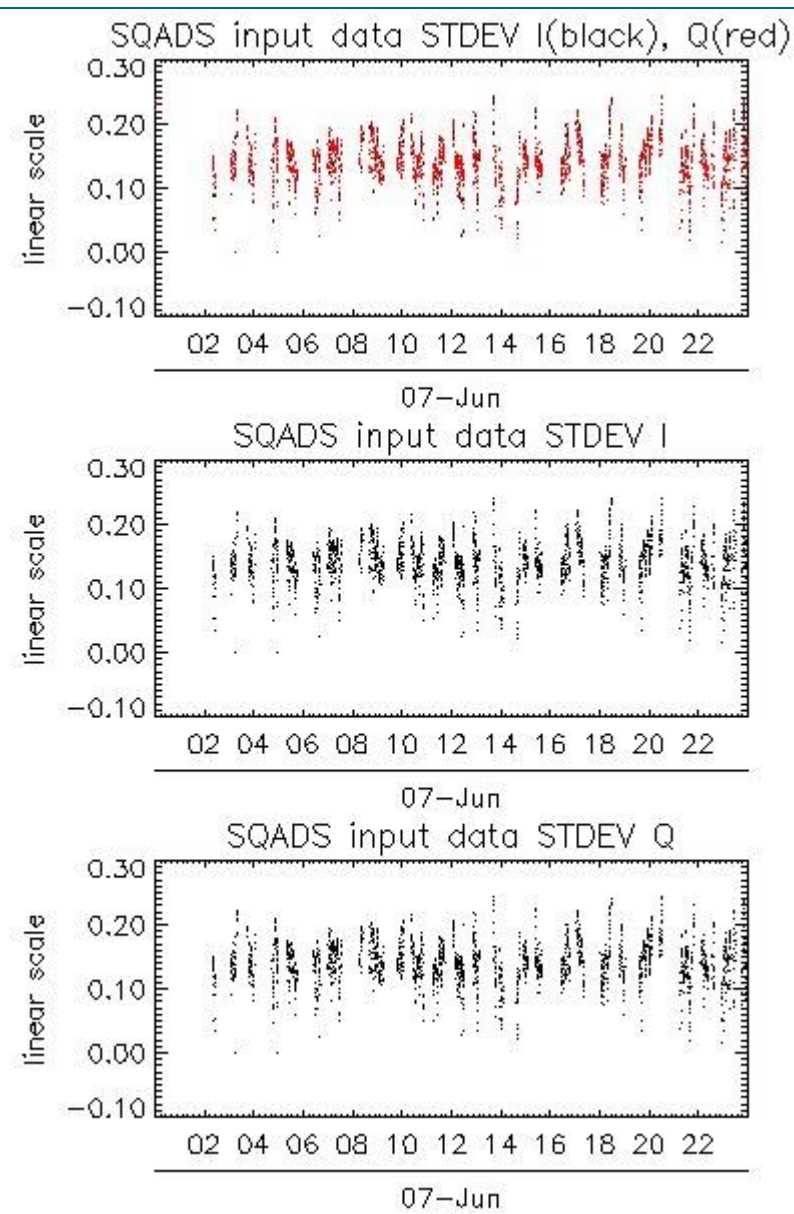 SQADS input data STDEV I(black), Q(red)
0.30
0.20
0.10
0.00
−0.10
linear scale
02 04 06 08 10 12 14 16 18 20 22
07−Jun
SQADS input data STDEV I
0.30
0.20
0.10
0.00
−0.10
linear scale
02 04 06 08 10 12 14 16 18 20 22
07−Jun
SQADS input data STDEV Q
0.30
0.20
0.10
0.00
−0.10
linear scale
02 04 06 08 10 12 14 16 18 20 22
07−Jun